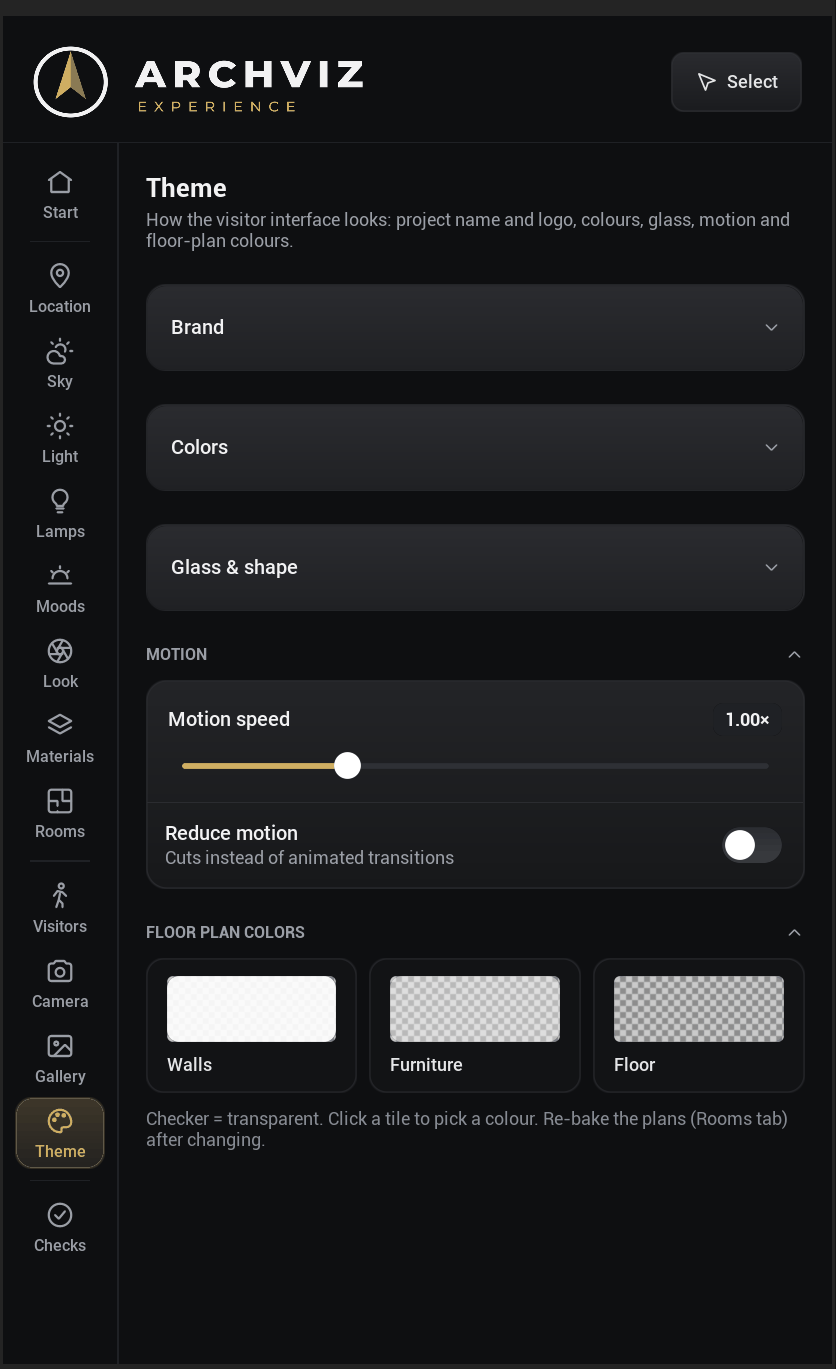 ARCHVIZ
EXPERIENCE
Select
Start
Location
Sky
Light
Lamps
Moods
Look
Materials
Rooms
Visitors
Camera
Gallery
Theme
Checks
Theme
How the visitor interface looks: project name and logo, colours, glass, motion and
floor-plan colours.
Brand
Colors
Glass & shape
MOTION
Motion speed
1.00×
Reduce motion
Cuts instead of animated transitions
FLOOR PLAN COLORS
Walls
Furniture
Floor
Checker = transparent. Click a tile to pick a colour. Re-bake the plans (Rooms tab)
after changing.